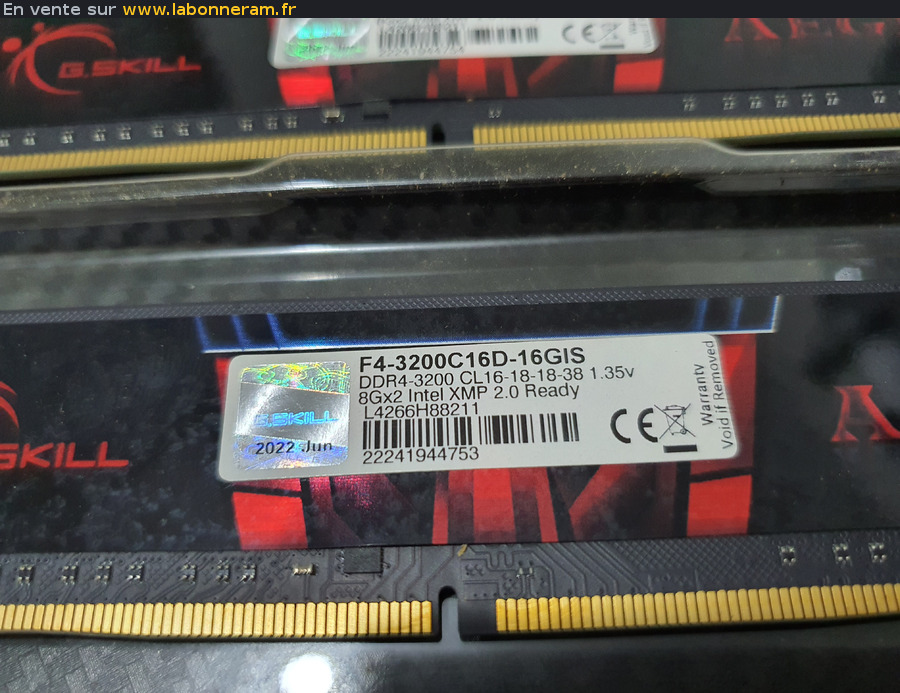 En vente sur www.labonneram.fr
G.SKILL
AEG
F4-3200C16D-16GIS
DDR4-3200 CL16-18-18-38 1.35v
8Gx2 Intel XMP 2.0 Ready
L4266H88211
22241944753
G.SKILL
2022 Jun
CE
Warranty
Void if Removed
SKILL
A